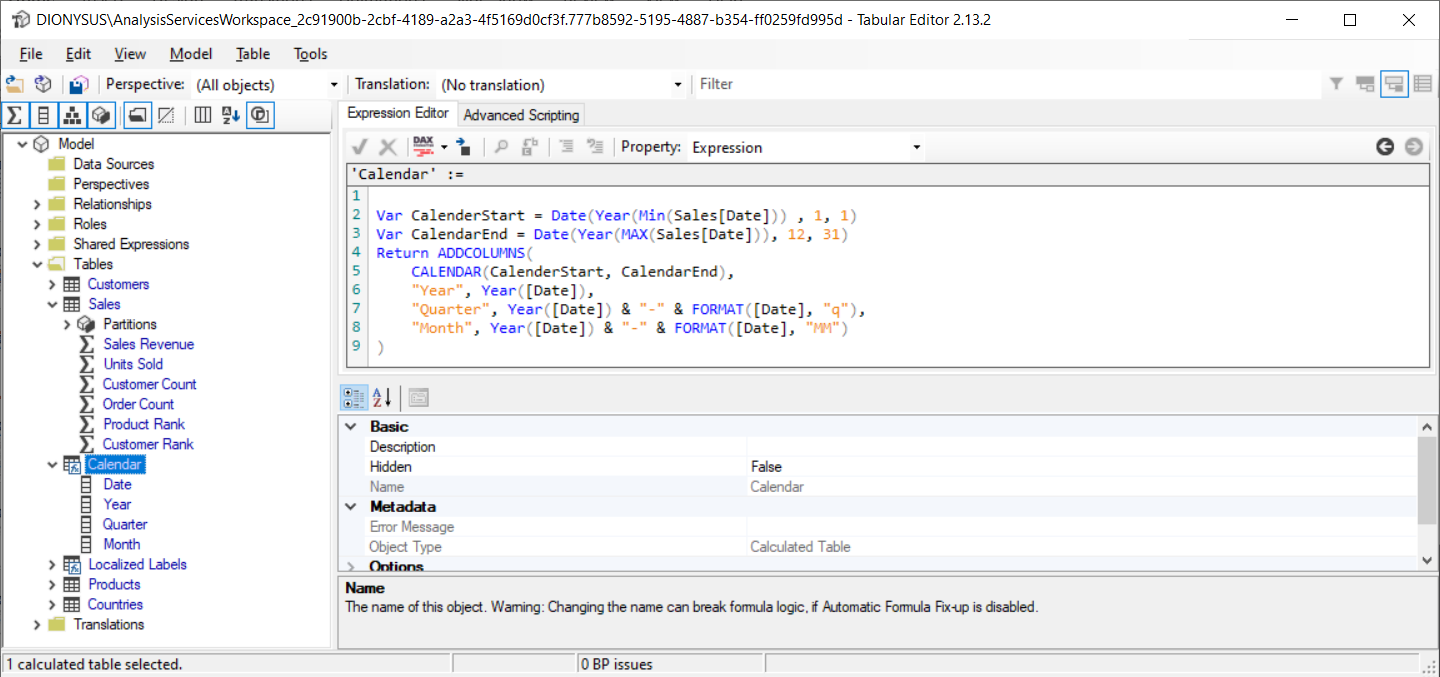 DIONYSUS\AnalysisServicesWorkspace_2c91900b-2cbf-4189-a2a3-4f5169d0cf3f.777b8592-5195-4887-b354-ff0259fd995d - Tabular Editor 2.13.2
File Edit View Model Table Tools
Perspective: (All objects) Translation: (No translation) Filter
Expression Editor Advanced Scripting
Property: Expression
Model
Data Sources
Perspectives
Relationships
Roles
Shared Expressions
Tables
Customers
Sales
Partitions
Sales Revenue
Units Sold
Customer Count
Order Count
Product Rank
Customer Rank
Calendar
Date
Year
Quarter
Month
Localized Labels
Products
Countries
Translations
'Calendar' :=
1
2 Var CalenderStart = Date(Year(Min(Sales[Date])) , 1, 1)
3 Var CalendarEnd = Date(Year(MAX(Sales[Date])), 12, 31)
4 Return ADDCOLUMNS(
5 CALENDAR(CalenderStart, CalendarEnd),
6 "Year", Year([Date]),
7 "Quarter", Year([Date]) & "-" & FORMAT([Date], "q"),
8 "Month", Year([Date]) & "-" & FORMAT([Date], "MM")
9 )
Basic
Description
Hidden False
Name Calendar
Metadata
Error Message
Object Type Calculated Table
Options
Name
The name of this object. Warning: Changing the name can break formula logic, if Automatic Formula Fix-up is disabled.
1 calculated table selected. 0 BP issues